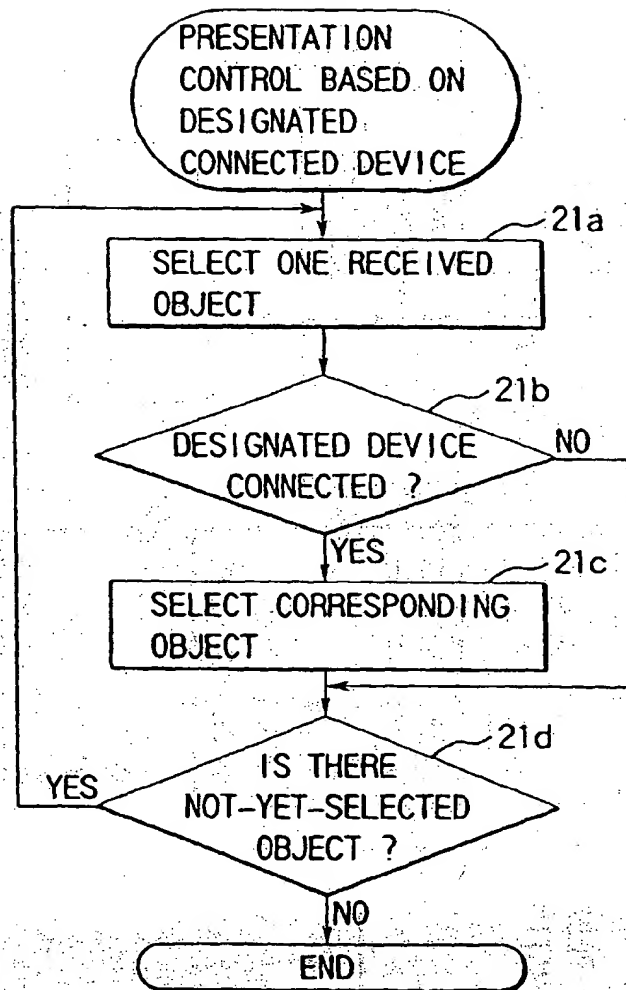 PRESENTATION
CONTROL BASED ON
DESIGNATED
CONNECTED DEVICE
21a
SELECT ONE RECEIVED
OBJECT
21b
DESIGNATED DEVICE
CONNECTED ?
NO
YES
21c
SELECT CORRESPONDING
OBJECT
21d
IS THERE
NOT-YET-SELECTED
OBJECT ?
YES
NO
END